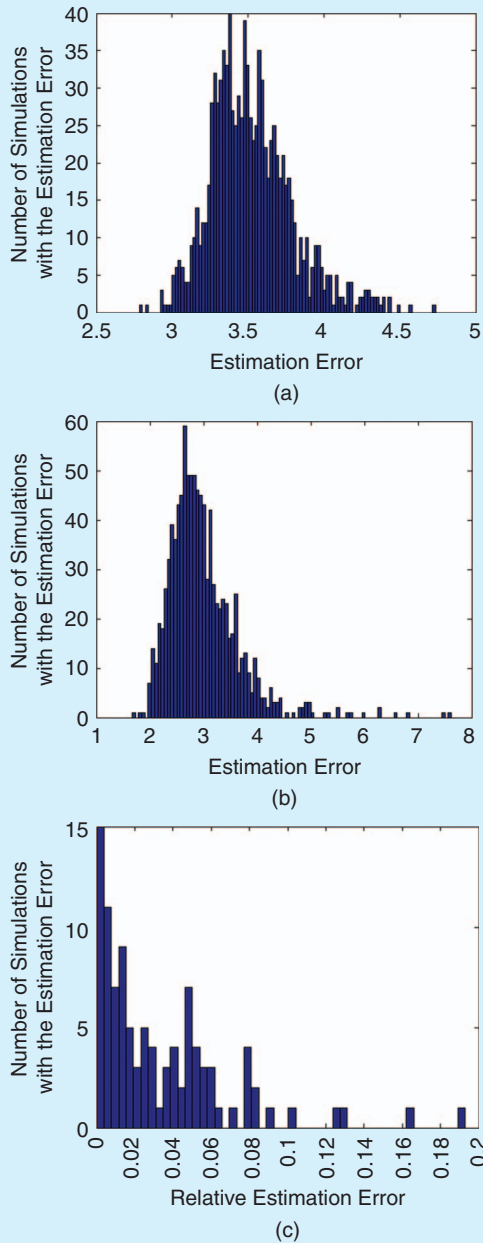 40
35
30
25
20
15
10
5
0
Number of Simulations
with the Estimation Error
2.5 3 3.5 4 4.5 5
Estimation Error
(a)
60
50
40
30
20
10
0
Number of Simulations
with the Estimation Error
1 2 3 4 5 6 7 8
Estimation Error
(b)
15
10
5
0
Number of Simulations
with the Estimation Error
0 0.02 0.04 0.06 0.08 0.1 0.12 0.14 0.16 0.18 0.2
Relative Estimation Error
(c)